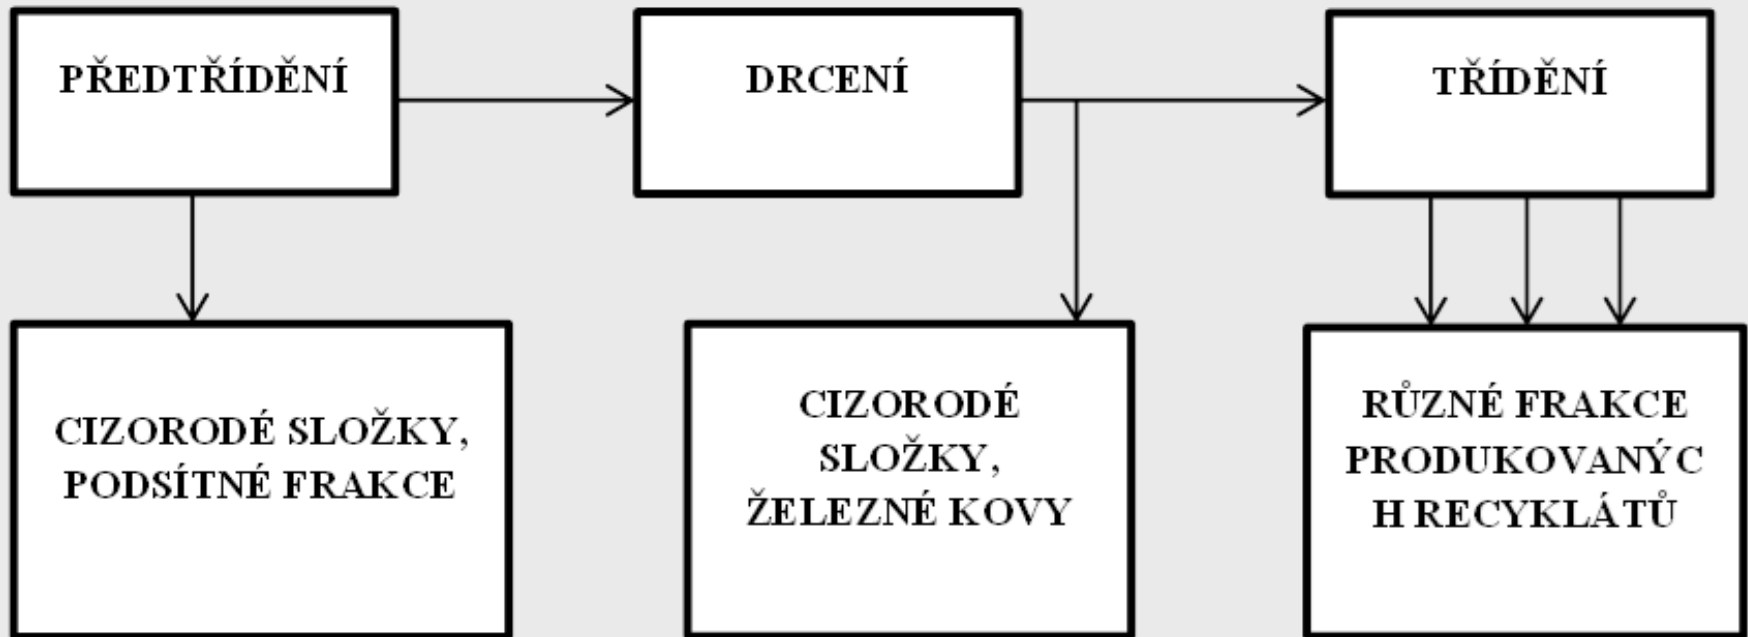 PŘEDTŘÍDĚNÍ
DRCENÍ
TŘÍDĚNÍ
CIZORODÉ SLOŽKY,
PODSÍTNÉ FRAKCE
CIZORODÉ
SLOŽKY,
ŽELEZNÉ KOVY
RŮZNÉ FRAKCE
PRODUKOVANÝC
H RECYKLÁTŮ